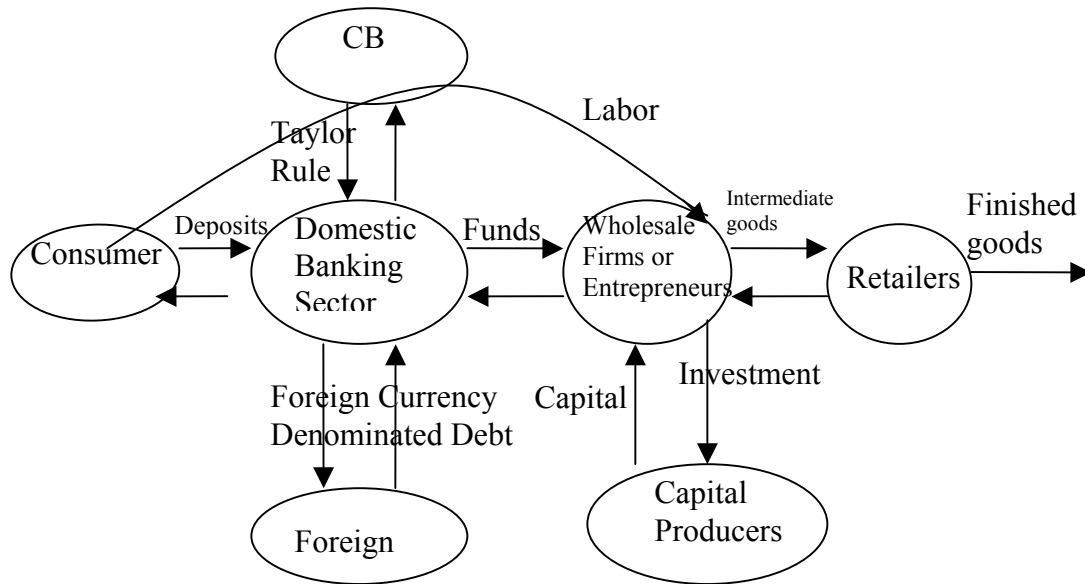 CB
Labor
Taylor
Rule
Consumer
Deposits
Domestic
Banking
Sector
Funds
Wholesale
Firms or
Entrepreneurs
Intermediate
goods
Retailers
Finished
goods
Foreign Currency
Denominated Debt
Capital
Investment
Foreign
Capital
Producers